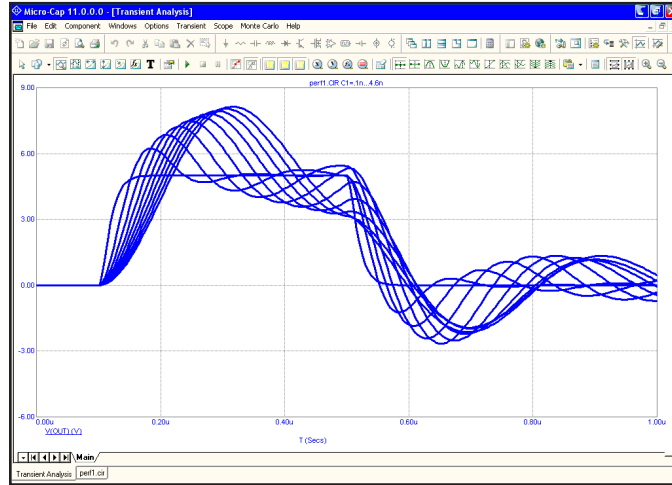 Micro-Cap 11.0.0.0 - [Transient Analysis]
File Edit Component Windows Options Transient Scope Monte Carlo Help
T
perf1.CIR C1=.1n...4.6n
9.00
6.00
3.00
0.00
-3.00
-6.00
0.00u 0.20u 0.40u 0.60u 0.80u 1.00u
V(OUT) (V)
T (Secs)
Main
Transient Analysis perf1.cir